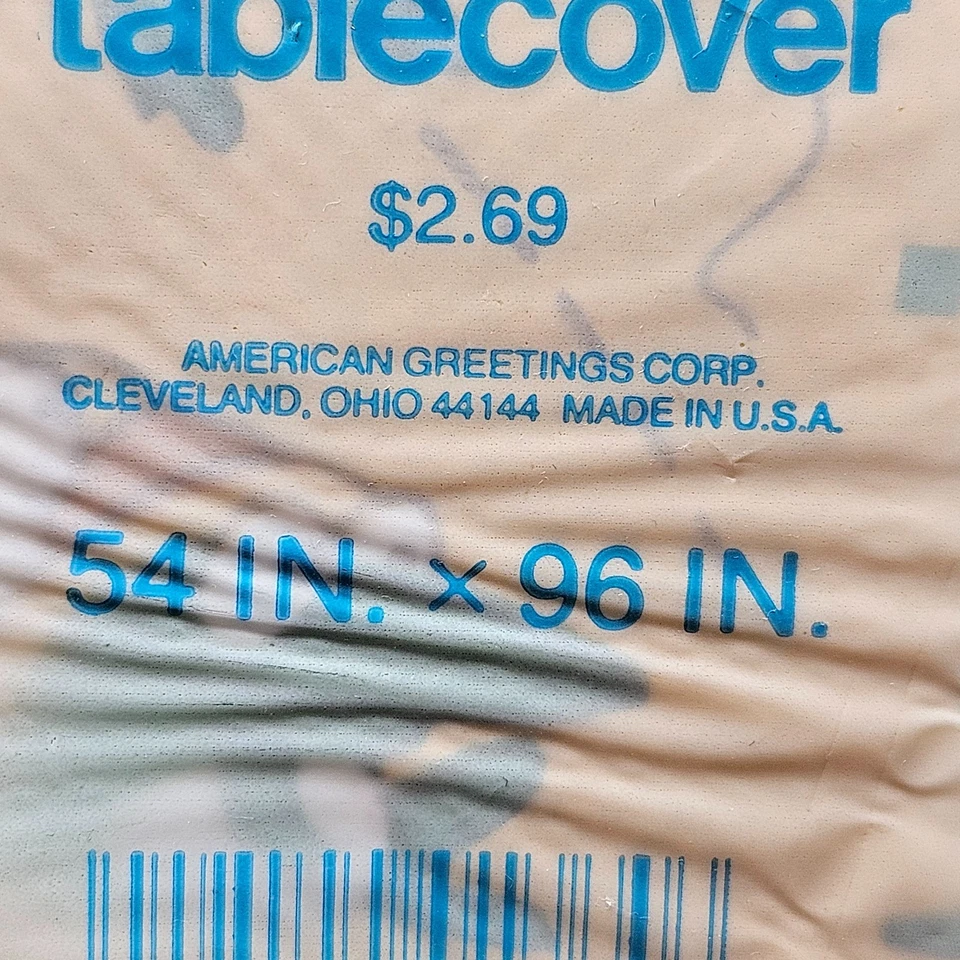 tablecover
$2.69
AMERICAN GREETINGS CORP.
CLEVELAND, OHIO 44144 MADE IN U.S.A.
54 IN. × 96 IN.